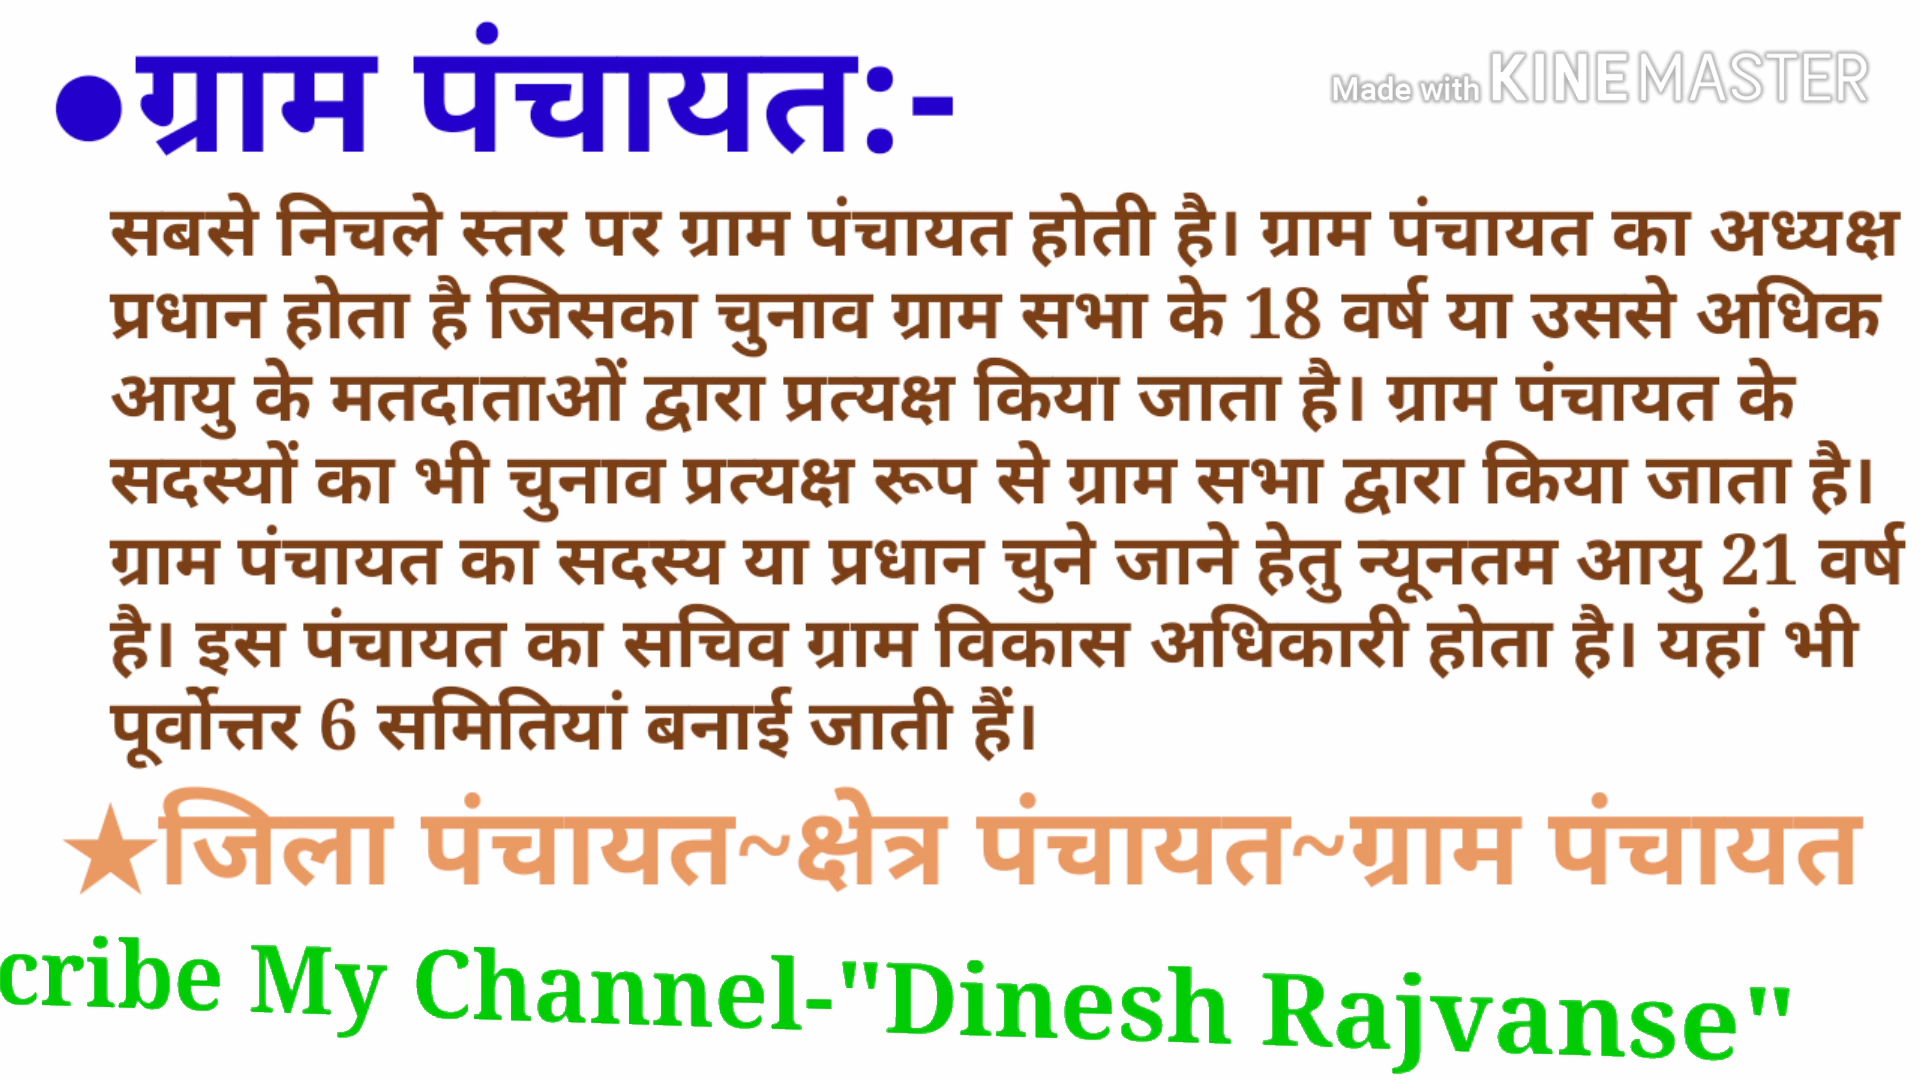 ●ग्राम पंचायत:-
Made with KINEMASTER
सबसे निचले स्तर पर ग्राम पंचायत होती है। ग्राम पंचायत का अध्यक्ष
प्रधान होता है जिसका चुनाव ग्राम सभा के 18 वर्ष या उससे अधिक
आयु के मतदाताओं द्वारा प्रत्यक्ष किया जाता है। ग्राम पंचायत के
सदस्यों का भी चुनाव प्रत्यक्ष रूप से ग्राम सभा द्वारा किया जाता है।
ग्राम पंचायत का सदस्य या प्रधान चुने जाने हेतु न्यूनतम आयु 21 वर्ष
है। इस पंचायत का सचिव ग्राम विकास अधिकारी होता है। यहां भी
पूर्वोत्तर 6 समितियां बनाई जाती हैं।
★जिला पंचायत~क्षेत्र पंचायत~ग्राम पंचायत
cribe My Channel-"Dinesh Rajvanse"